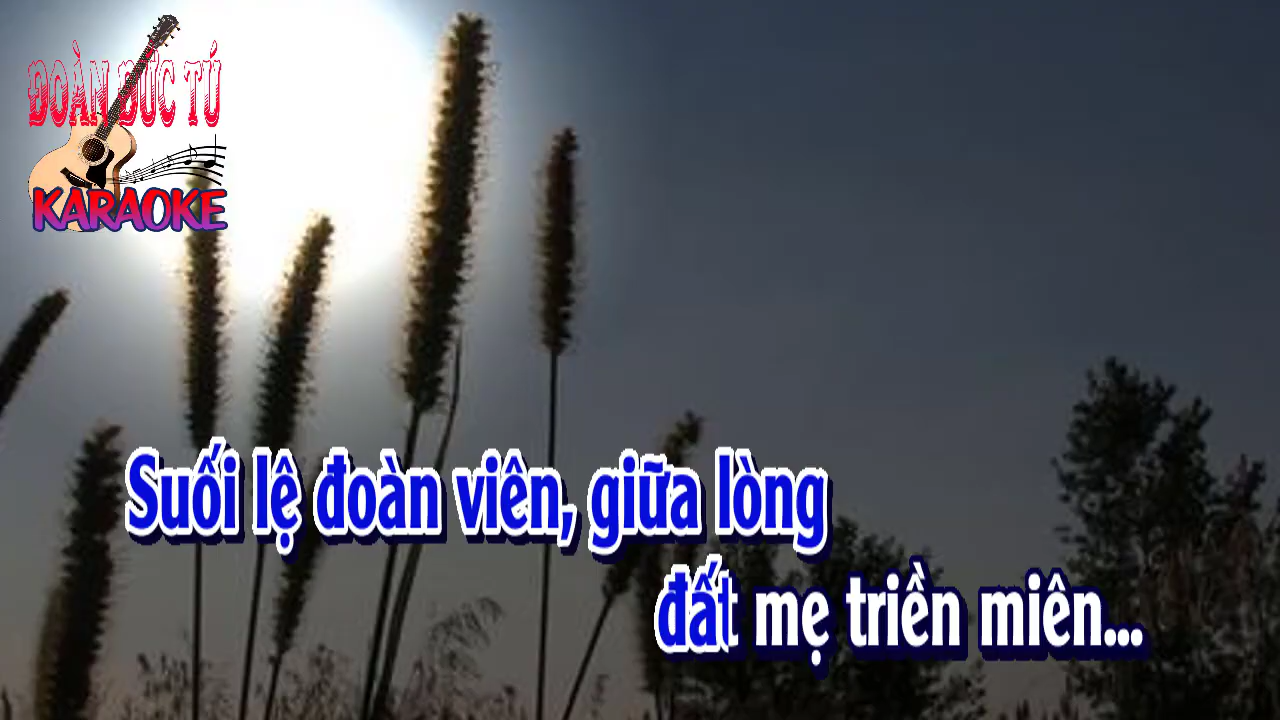 ĐOÀN ĐỨC TÚ
KARAOKE
Suối lệ đoàn viên, giữa lòng
đất mẹ triền miên...